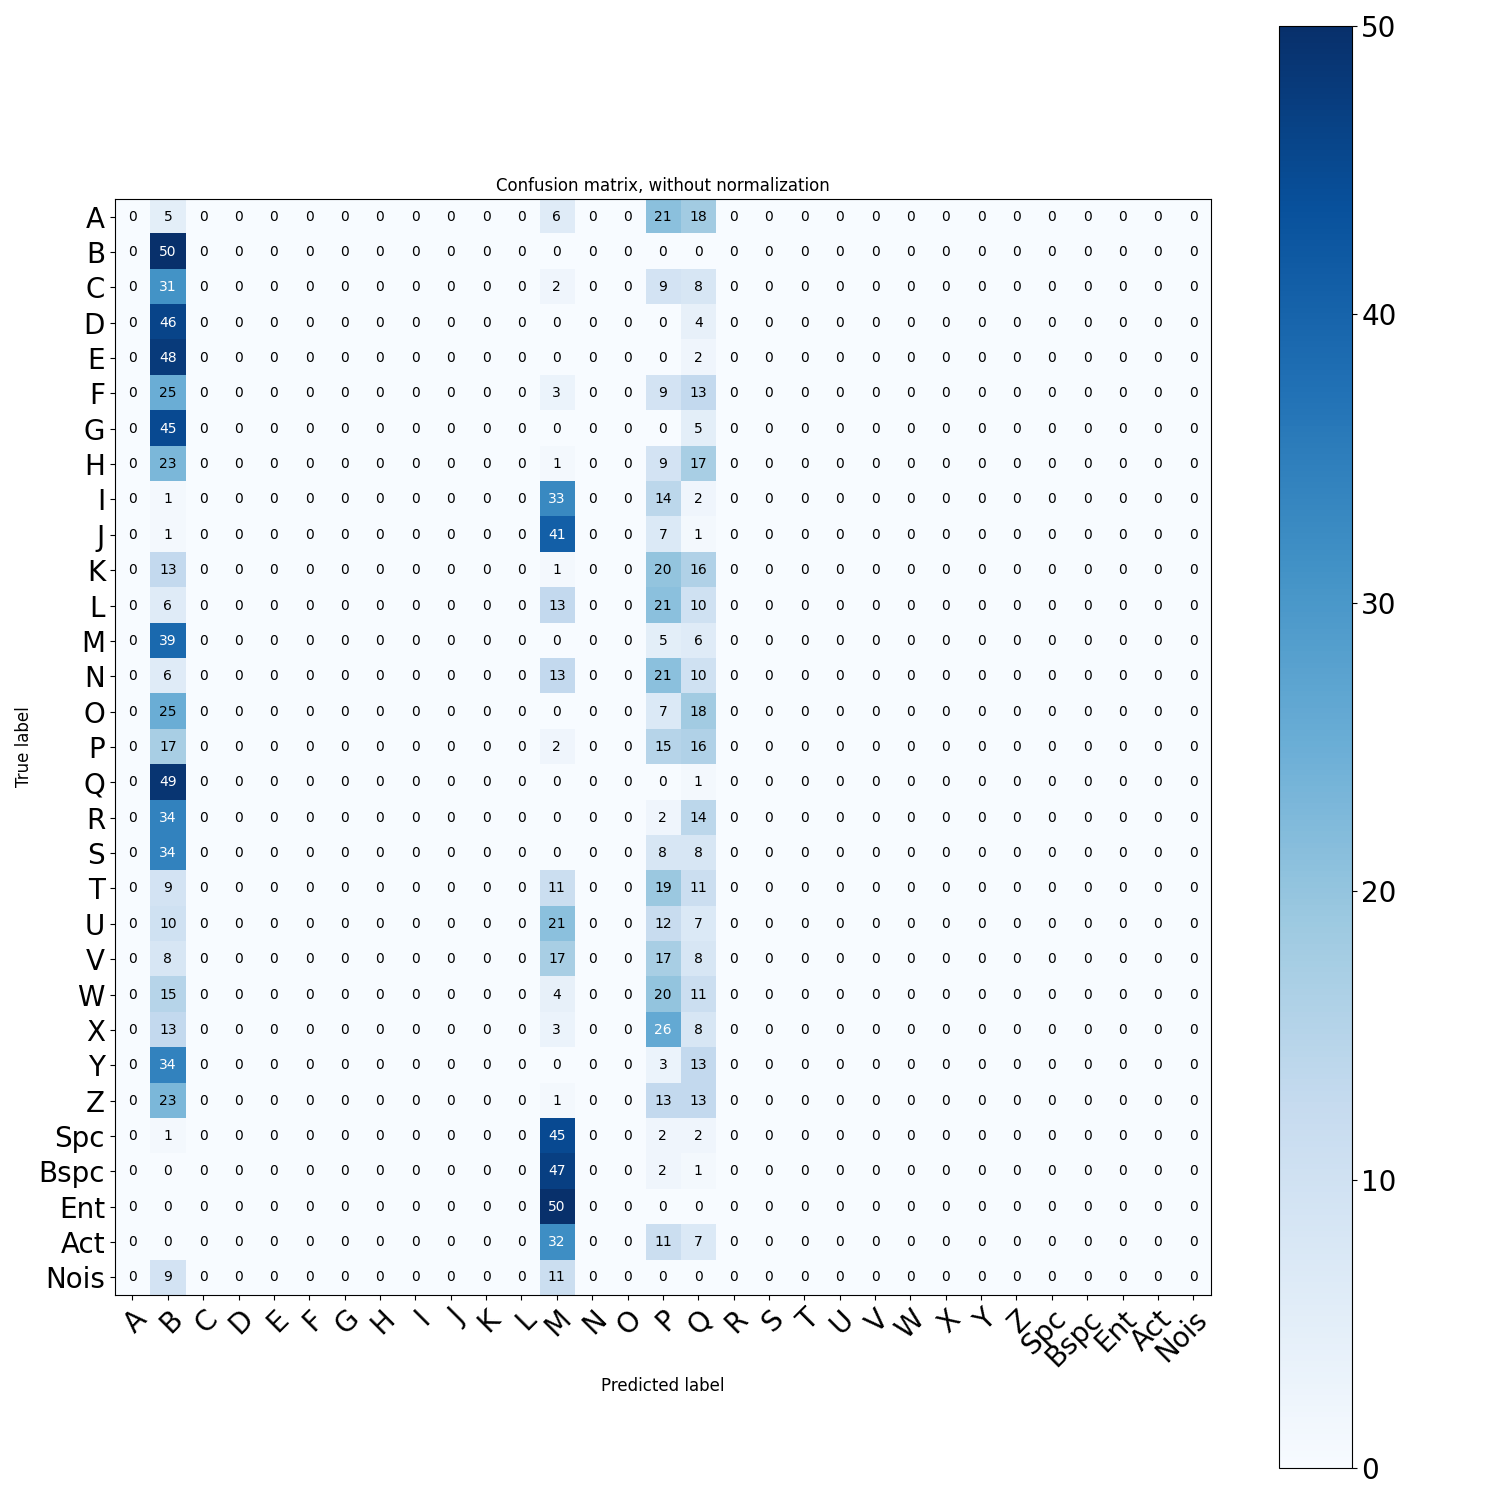 Confusion matrix, without normalization
A 0 5 0 0 0 0 0 0 0 0 0 0 6 0 0 21 18 0 0 0 0 0 0 0 0 0 0 0 0 0 0
B 0 50 0 0 0 0 0 0 0 0 0 0 0 0 0 0 0 0 0 0 0 0 0 0 0 0 0 0 0 0 0
C 0 31 0 0 0 0 0 0 0 0 0 0 2 0 0 9 8 0 0 0 0 0 0 0 0 0 0 0 0 0 0
D 0 46 0 0 0 0 0 0 0 0 0 0 0 0 0 0 4 0 0 0 0 0 0 0 0 0 0 0 0 0 0
E 0 48 0 0 0 0 0 0 0 0 0 0 0 0 0 0 2 0 0 0 0 0 0 0 0 0 0 0 0 0 0
F 0 25 0 0 0 0 0 0 0 0 0 0 3 0 0 9 13 0 0 0 0 0 0 0 0 0 0 0 0 0 0
G 0 45 0 0 0 0 0 0 0 0 0 0 0 0 0 0 5 0 0 0 0 0 0 0 0 0 0 0 0 0 0
H 0 23 0 0 0 0 0 0 0 0 0 0 1 0 0 9 17 0 0 0 0 0 0 0 0 0 0 0 0 0 0
I 0 1 0 0 0 0 0 0 0 0 0 0 33 0 0 14 2 0 0 0 0 0 0 0 0 0 0 0 0 0 0
J 0 1 0 0 0 0 0 0 0 0 0 0 41 0 0 7 1 0 0 0 0 0 0 0 0 0 0 0 0 0 0
K 0 13 0 0 0 0 0 0 0 0 0 0 1 0 0 20 16 0 0 0 0 0 0 0 0 0 0 0 0 0 0
L 0 6 0 0 0 0 0 0 0 0 0 0 13 0 0 21 10 0 0 0 0 0 0 0 0 0 0 0 0 0 0
M 0 39 0 0 0 0 0 0 0 0 0 0 0 0 0 5 6 0 0 0 0 0 0 0 0 0 0 0 0 0 0
N 0 6 0 0 0 0 0 0 0 0 0 0 13 0 0 21 10 0 0 0 0 0 0 0 0 0 0 0 0 0 0
O 0 25 0 0 0 0 0 0 0 0 0 0 0 0 0 7 18 0 0 0 0 0 0 0 0 0 0 0 0 0 0
P 0 17 0 0 0 0 0 0 0 0 0 0 2 0 0 15 16 0 0 0 0 0 0 0 0 0 0 0 0 0 0
Q 0 49 0 0 0 0 0 0 0 0 0 0 0 0 0 0 1 0 0 0 0 0 0 0 0 0 0 0 0 0 0
R 0 34 0 0 0 0 0 0 0 0 0 0 0 0 0 2 14 0 0 0 0 0 0 0 0 0 0 0 0 0 0
S 0 34 0 0 0 0 0 0 0 0 0 0 0 0 0 8 8 0 0 0 0 0 0 0 0 0 0 0 0 0 0
T 0 9 0 0 0 0 0 0 0 0 0 0 11 0 0 19 11 0 0 0 0 0 0 0 0 0 0 0 0 0 0
U 0 10 0 0 0 0 0 0 0 0 0 0 21 0 0 12 7 0 0 0 0 0 0 0 0 0 0 0 0 0 0
V 0 8 0 0 0 0 0 0 0 0 0 0 17 0 0 17 8 0 0 0 0 0 0 0 0 0 0 0 0 0 0
W 0 15 0 0 0 0 0 0 0 0 0 0 4 0 0 20 11 0 0 0 0 0 0 0 0 0 0 0 0 0 0
X 0 13 0 0 0 0 0 0 0 0 0 0 3 0 0 26 8 0 0 0 0 0 0 0 0 0 0 0 0 0 0
Y 0 34 0 0 0 0 0 0 0 0 0 0 0 0 0 3 13 0 0 0 0 0 0 0 0 0 0 0 0 0 0
Z 0 23 0 0 0 0 0 0 0 0 0 0 1 0 0 13 13 0 0 0 0 0 0 0 0 0 0 0 0 0 0
Spc 0 1 0 0 0 0 0 0 0 0 0 0 45 0 0 2 2 0 0 0 0 0 0 0 0 0 0 0 0 0 0
Bspc 0 0 0 0 0 0 0 0 0 0 0 0 47 0 0 2 1 0 0 0 0 0 0 0 0 0 0 0 0 0 0
Ent 0 0 0 0 0 0 0 0 0 0 0 0 50 0 0 0 0 0 0 0 0 0 0 0 0 0 0 0 0 0 0
Act 0 0 0 0 0 0 0 0 0 0 0 0 32 0 0 11 7 0 0 0 0 0 0 0 0 0 0 0 0 0 0
Nois 0 9 0 0 0 0 0 0 0 0 0 0 11 0 0 0 0 0 0 0 0 0 0 0 0 0 0 0 0 0 0
A B C D E F G H I J K L M N O P Q R S T U V W X Y Z Spc Bspc Ent Act Nois
Predicted label
True label
50
40
30
20
10
0